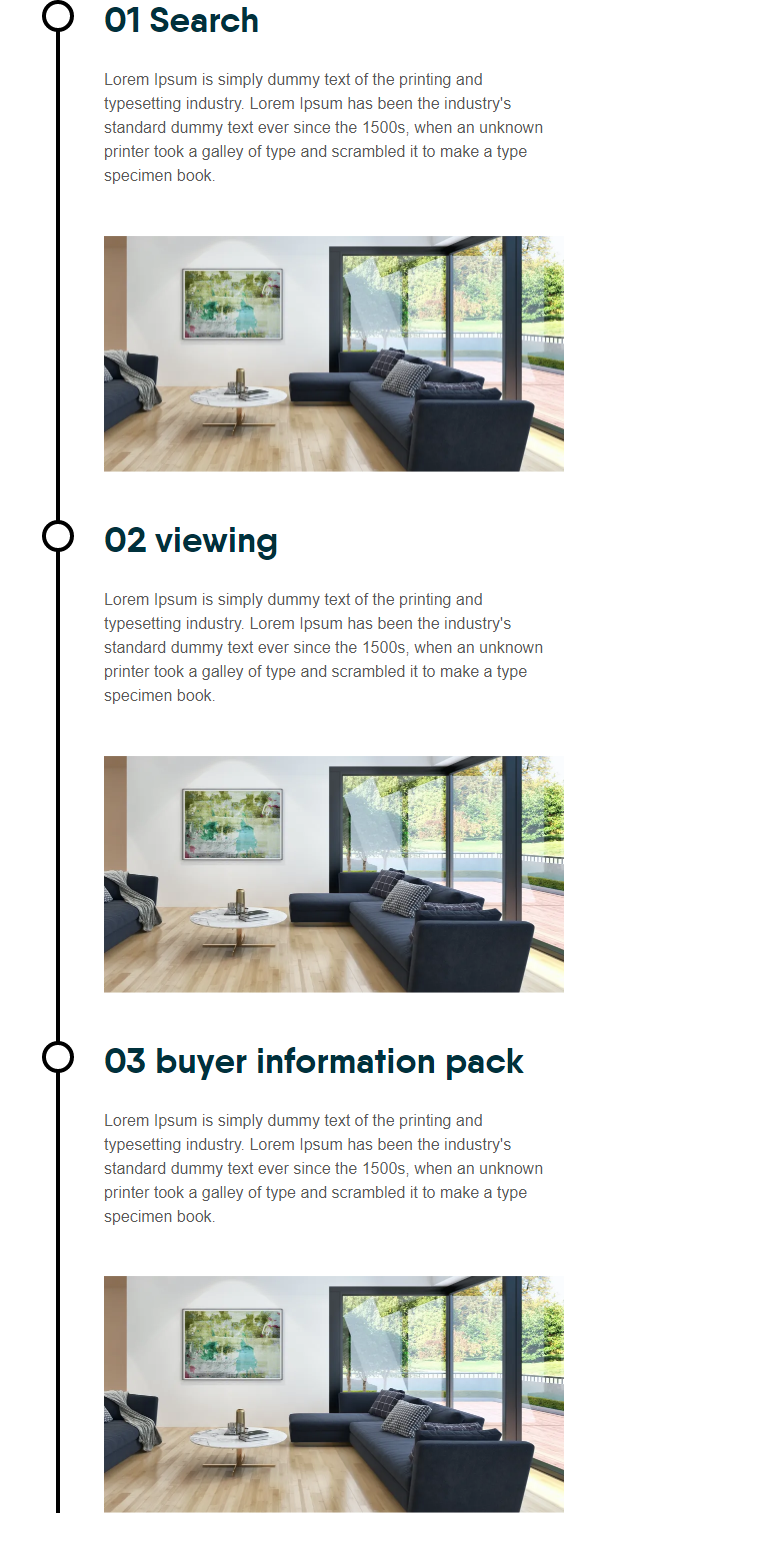 01 Search
Lorem Ipsum is simply dummy text of the printing and
typesetting industry. Lorem Ipsum has been the industry's
standard dummy text ever since the 1500s, when an unknown
printer took a galley of type and scrambled it to make a type
specimen book.
02 viewing
Lorem Ipsum is simply dummy text of the printing and
typesetting industry. Lorem Ipsum has been the industry's
standard dummy text ever since the 1500s, when an unknown
printer took a galley of type and scrambled it to make a type
specimen book.
03 buyer information pack
Lorem Ipsum is simply dummy text of the printing and
typesetting industry. Lorem Ipsum has been the industry's
standard dummy text ever since the 1500s, when an unknown
printer took a galley of type and scrambled it to make a type
specimen book.